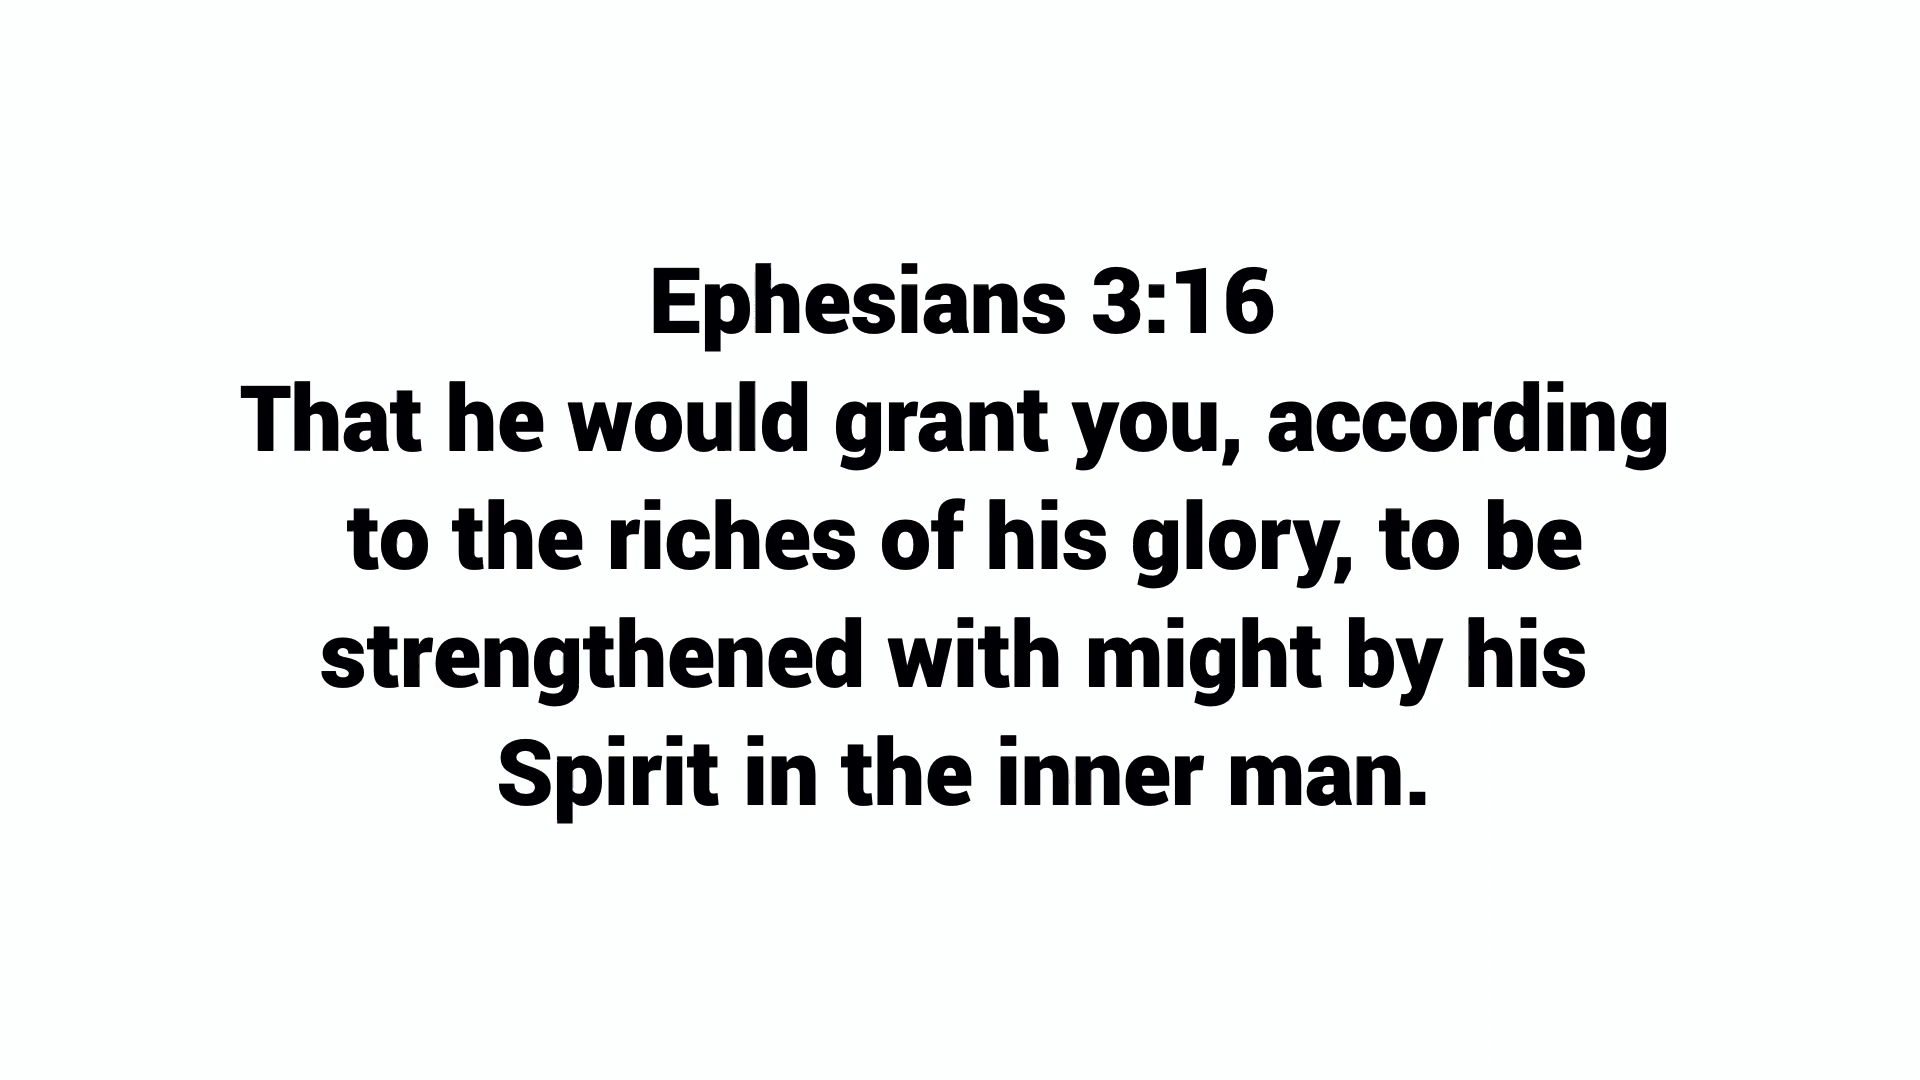 Ephesians 3:16
That he would grant you, according
to the riches of his glory, to be
strengthened with might by his
Spirit in the inner man.